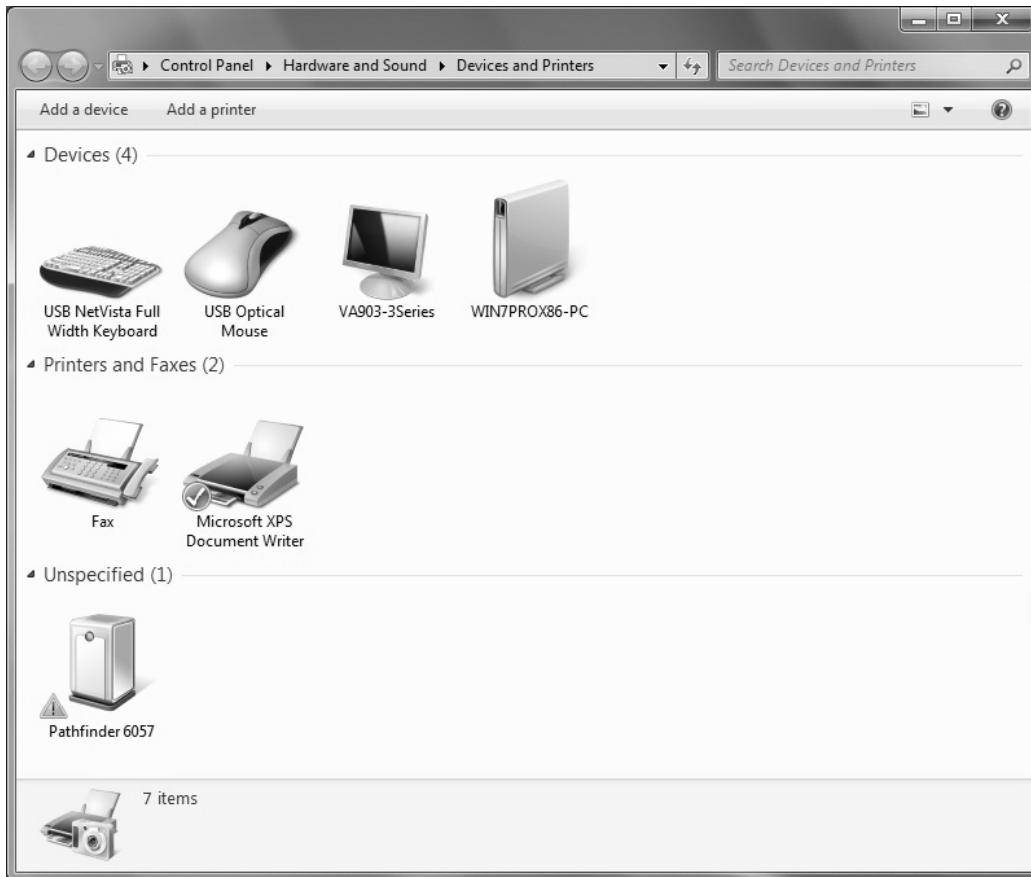 Control Panel ▸ Hardware and Sound ▸ Devices and Printers
Search Devices and Printers
Add a device Add a printer
Devices (4)
USB NetVista Full
Width Keyboard
USB Optical
Mouse
VA903-3Series
WIN7PROX86-PC
Printers and Faxes (2)
Fax
Microsoft XPS
Document Writer
Unspecified (1)
Pathfinder 6057
7 items